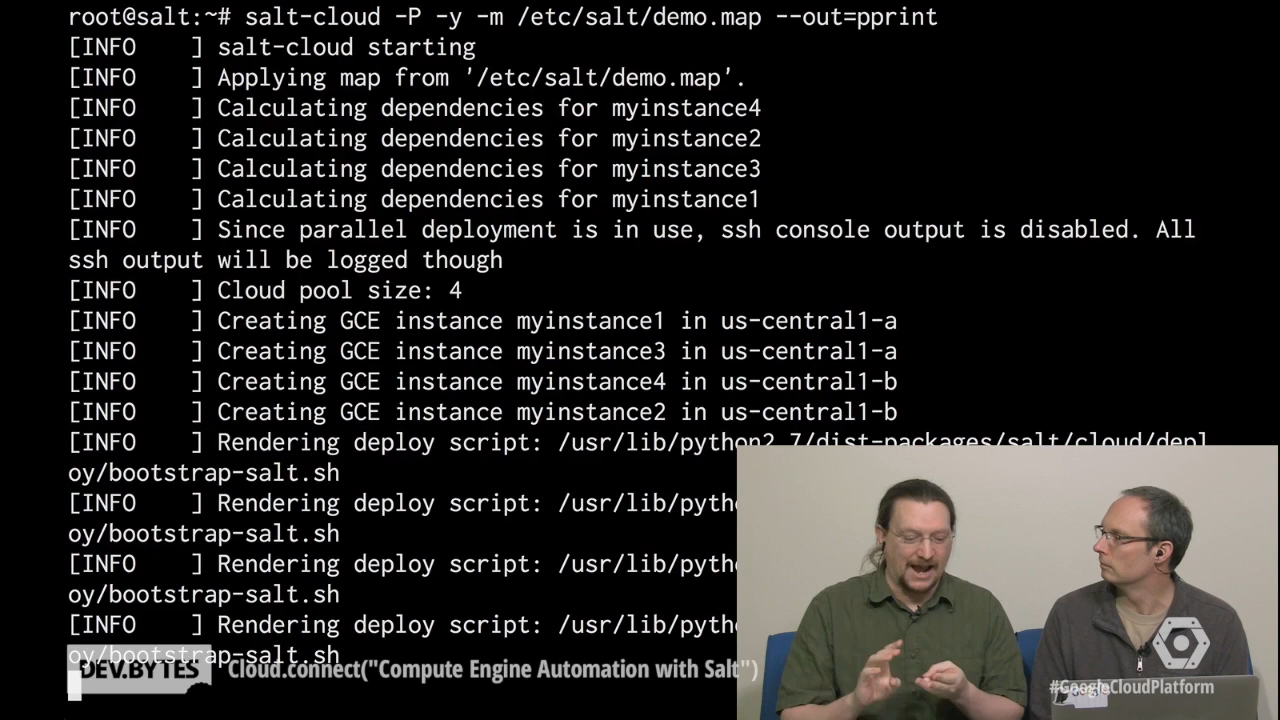 root@salt:~# salt-cloud -P -y -m /etc/salt/demo.map --out=pprint
[INFO    ] salt-cloud starting
[INFO    ] Applying map from '/etc/salt/demo.map'.
[INFO    ] Calculating dependencies for myinstance4
[INFO    ] Calculating dependencies for myinstance2
[INFO    ] Calculating dependencies for myinstance3
[INFO    ] Calculating dependencies for myinstance1
[INFO    ] Since parallel deployment is in use, ssh console output is disabled. All
ssh output will be logged though
[INFO    ] Cloud pool size: 4
[INFO    ] Creating GCE instance myinstance1 in us-central1-a
[INFO    ] Creating GCE instance myinstance3 in us-central1-a
[INFO    ] Creating GCE instance myinstance4 in us-central1-b
[INFO    ] Creating GCE instance myinstance2 in us-central1-b
[INFO    ] Rendering deploy script: /usr/lib/python2.7/dist-packages/salt/cloud/depl
oy/bootstrap-salt.sh
[INFO    ] Rendering deploy script: /usr/lib/pytho
oy/bootstrap-salt.sh
[INFO    ] Rendering deploy script: /usr/lib/pytho
oy/bootstrap-salt.sh
[INFO    ] Rendering deploy script: /usr/lib/pytho
oy/bootstrap-salt.sh
DEV.BYTES Cloud.connect("Compute Engine Automation with Salt")
#GoogleCloudPlatform